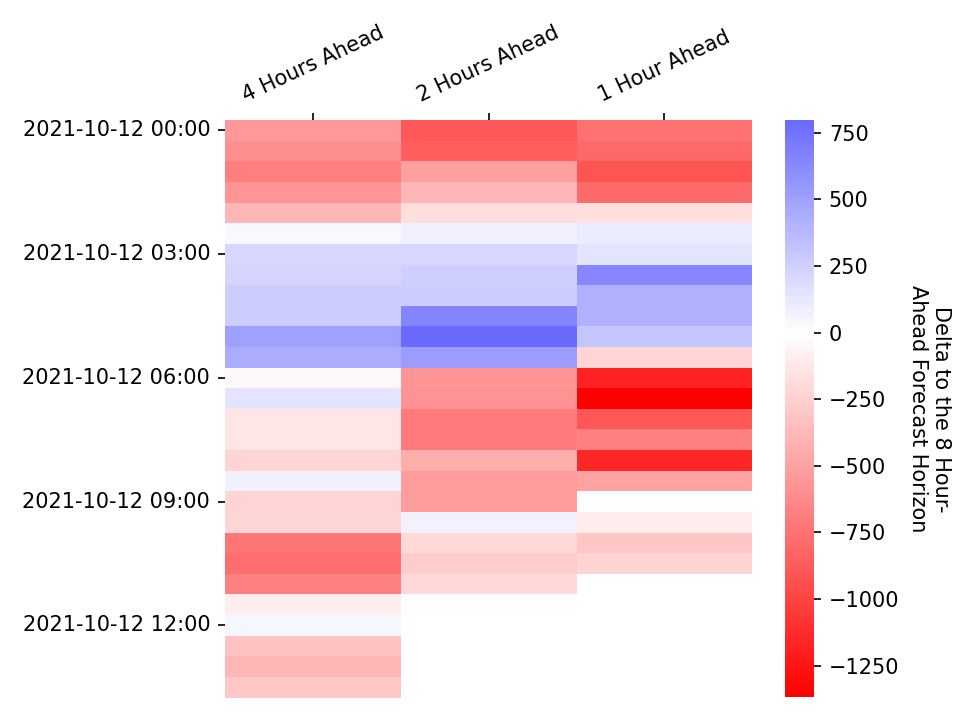 4 Hours Ahead
2 Hours Ahead
1 Hour Ahead
2021-10-12 00:00
2021-10-12 03:00
2021-10-12 06:00
2021-10-12 09:00
2021-10-12 12:00
750
500
250
0
−250
−500
−750
−1000
−1250
Delta to the 8 Hour-
Ahead Forecast Horizon